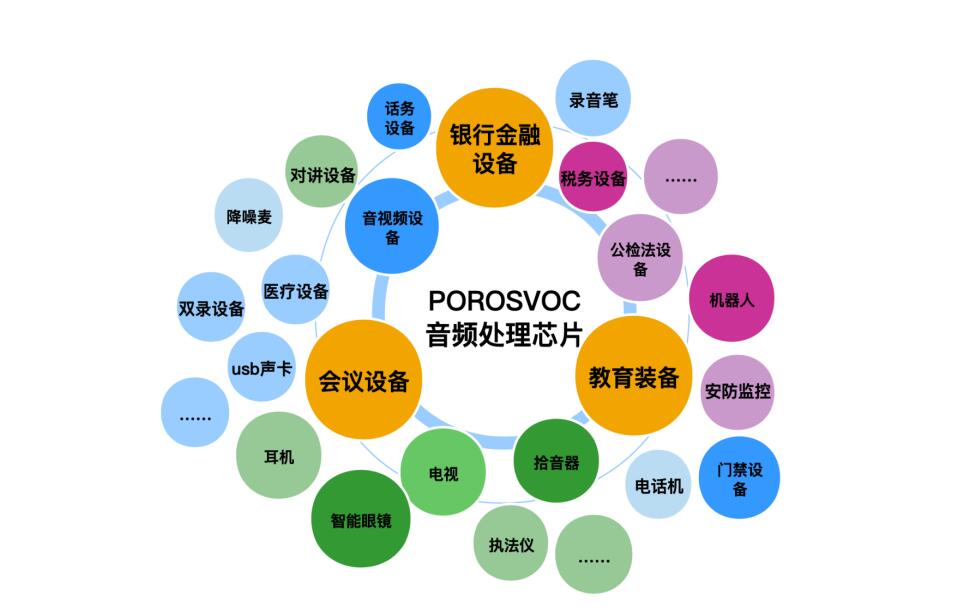 录音笔
话务
设备
银行金融
设备
对讲设备
税务设备
......
降噪麦
音视频设
备
公检法设
备
双录设备
医疗设备
POROSVOC
音频处理芯片
机器人
usb声卡
会议设备
教育装备
安防监控
......
耳机
电视
拾音器
电话机
门禁设
备
智能眼镜
执法仪
......